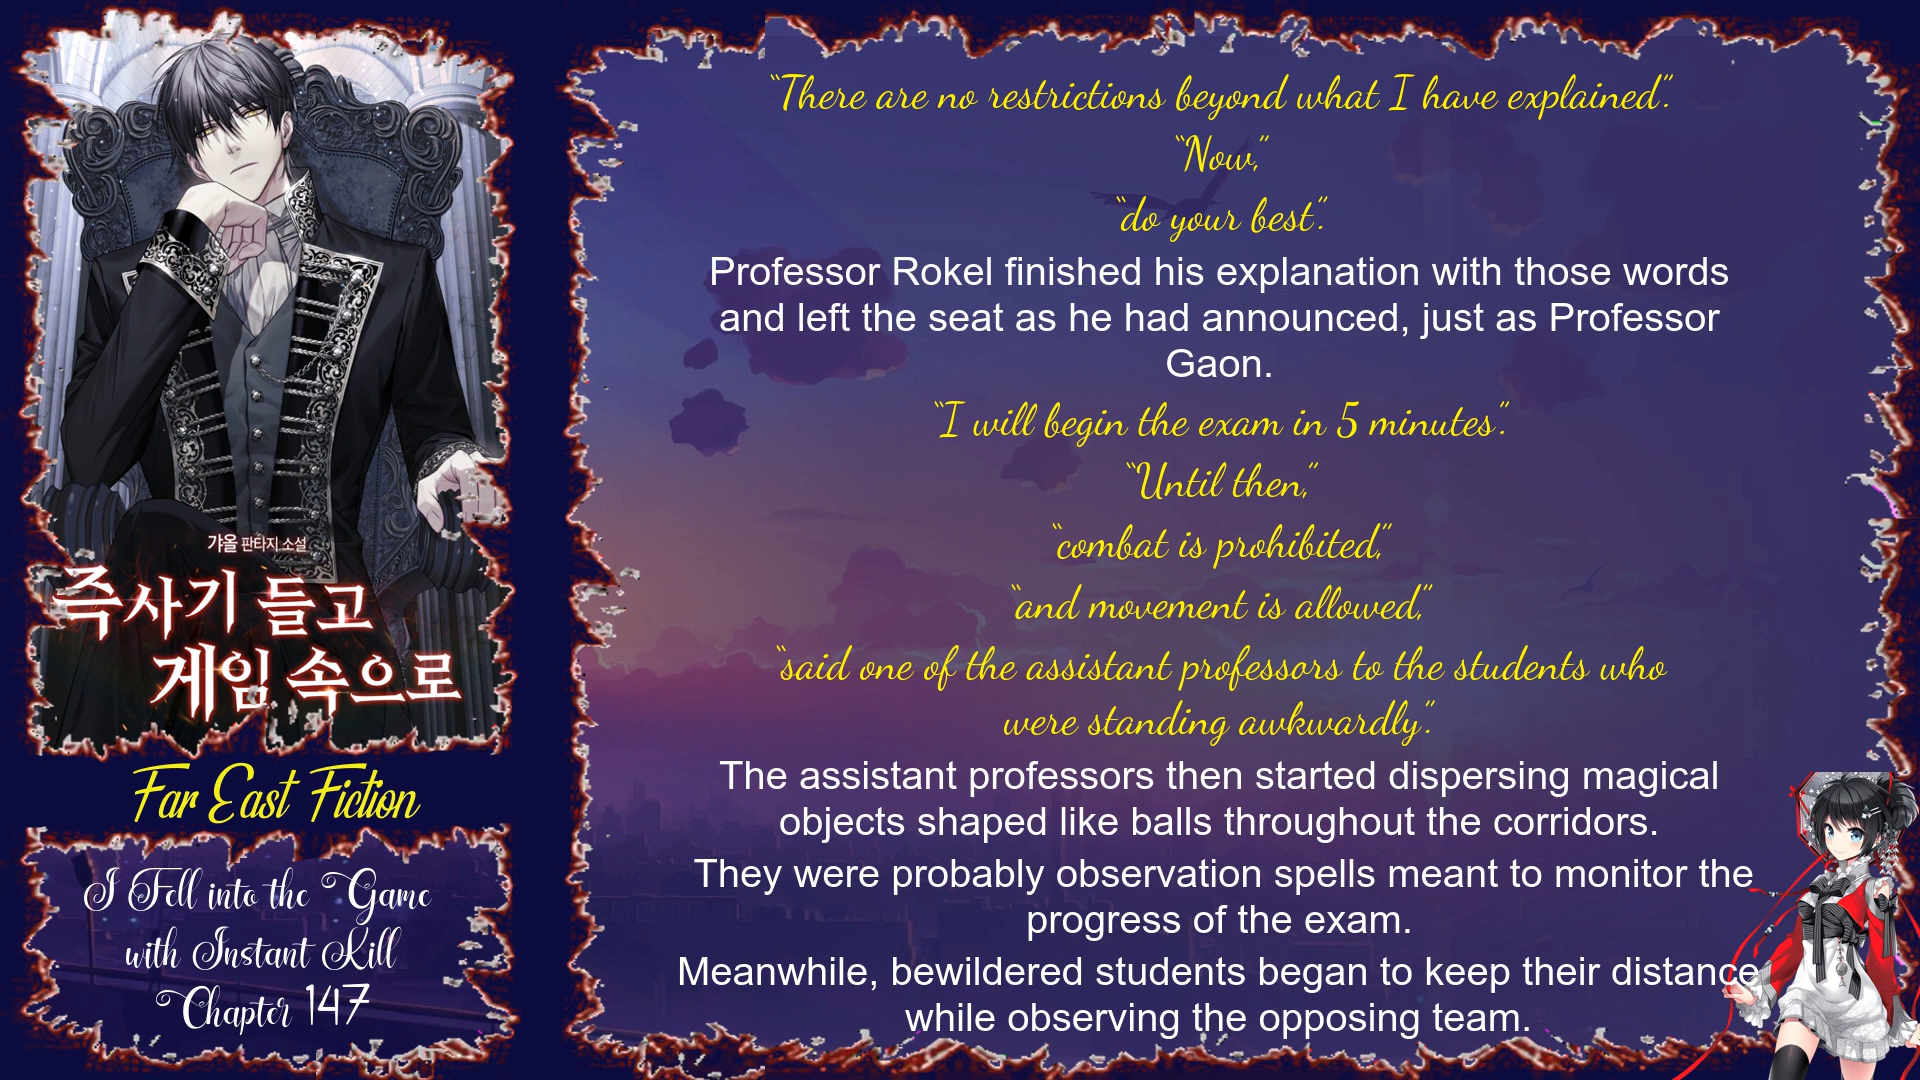 갸올 판타지 소설
즉사기 들고
게임 속으로
Far East Fiction
I Fell into the Game
with Instant Kill
Chapter 147
“There are no restrictions beyond what I have explained”.
“Now,”
“do your best”.
Professor Rokel finished his explanation with those words
and left the seat as he had announced, just as Professor
Gaon.
“I will begin the exam in 5 minutes”.
“Until then,”
“combat is prohibited,”
“and movement is allowed,”
“said one of the assistant professors to the students who
were standing awkwardly”.
The assistant professors then started dispersing magical
objects shaped like balls throughout the corridors.
They were probably observation spells meant to monitor the
progress of the exam.
Meanwhile, bewildered students began to keep their distance
while observing the opposing team.